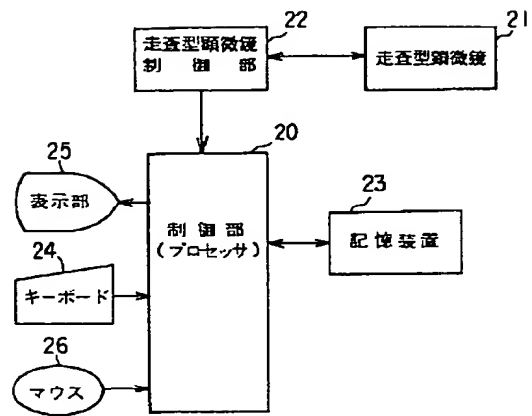 22
走査型顕微鏡
制御部
21
走査型顕微鏡
20
制御部
(プロセッサ)
25
表示部
23
記憶装置
24
キーボード
26
マウス